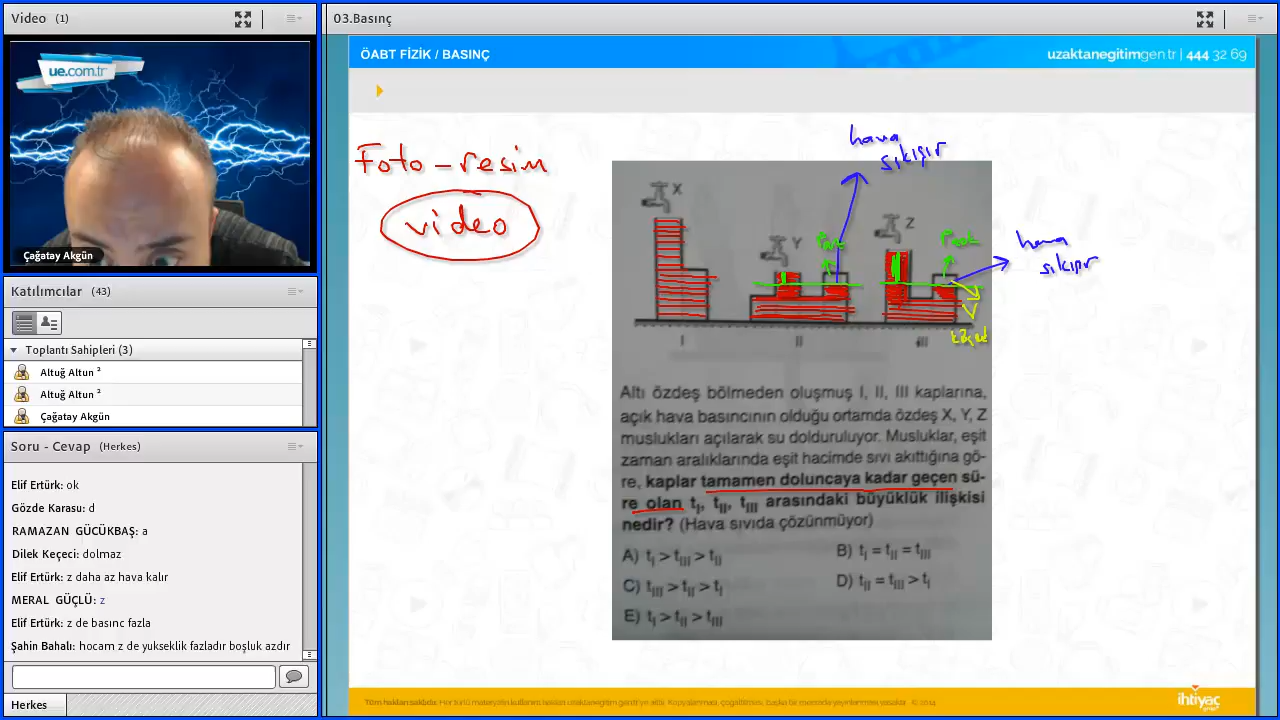 Video (1)
ue.com.tr
Çağatay Akgün
Katılımcılar (43)
Toplantı Sahipleri (3)
Altuğ Altun ²
Altuğ Altun ²
Çağatay Akgün
Soru - Cevap (Herkes)
Elif Ertürk: ok
Gözde Karasu: d
RAMAZAN GÜCÜKBAŞ: a
Dilek Keçeci: dolmaz
Elif Ertürk: z daha az hava kalır
MERAL GÜÇLÜ: z
Elif Ertürk: z de basınc fazla
Şahin Bahalı: hocam z de yukseklik fazladır boşluk azdır
Herkes
03.Basınç
ÖABT FİZİK / BASINÇ
uzaktanegitimgentr | 444 32 69
Foto - resim
video
hava
sıkışır
hava
sıkışır
X
Y
Z
I
II
III
Altı özdeş bölmeden oluşmuş I, II, III kaplarına,
açık hava basıncının olduğu ortamda özdeş X, Y, Z
muslukları açılarak su dolduruluyor. Musluklar, eşit
zaman aralıklarında eşit hacimde sıvı akıttığına gö-
re, kaplar tamamen doluncaya kadar geçen sü-
re olan tI, tII, tIII arasındaki büyüklük ilişkisi
nedir? (Hava sıvıda çözünmüyor)
A) tI > tIII > tII
B) tI = tII = tIII
C) tIII > tII > tI
D) tII = tIII > tI
E) tI > tII > tIII
ihtiyaç